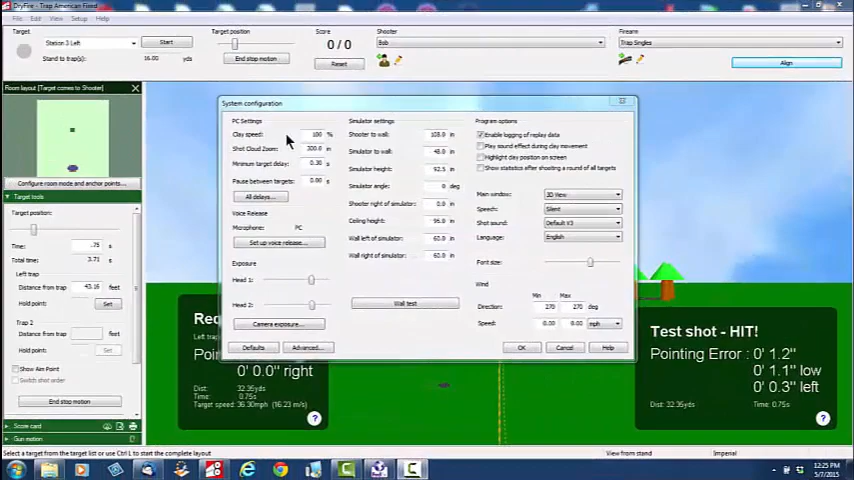 DryFire - Trap American Fixed
File Edit View Setup Help
Target
Station 3 Left
Start
Stand to trap(s)
16.00
yds
Target position
End stop motion
Score
0 / 0
Reset
Shooter
Bob
Firearm
Trap Singles
Align
Room layout [Target comes to Shooter]
Configure room mode and anchor points...
Target tools
Target position:
Time:
.75
s
Total time:
3.71
s
Left trap
Distance from trap
43.16
feet
Hold point:
Set
Trap 2
Distance from trap
feet
Hold point:
Set
Show Aim Point
Switch shot order
End stop motion
Score card
Gun motion
System configuration
PC Settings
Clay speed:
100
%
Shot Cloud Zoom:
300.0
in
Minimum target delay:
0.30
s
Pause between targets:
0.00
s
All delays...
Voice Release
Microphone:
PC
Set up voice release...
Exposure
Head 1:
Head 2:
Camera exposure...
Defaults
Advanced...
Simulator settings
Shooter to wall:
108.0
in
Simulator to wall:
48.0
in
Simulator height:
92.5
in
Simulator angle:
0
deg
Shooter right of simulator:
0.0
in
Ceiling height:
96.0
in
Wall left of simulator:
60.0
in
Wall right of simulator:
60.0
in
Wall test
Program options
Enable logging of replay data
Play sound effect during clay movement
Highlight clay position on screen
Show statistics after shooting a round of all targets
Main window:
3D View
Speech:
Silent
Shot sound:
Default V3
Language:
English
Font size:
Wind
Min
Max
Direction:
270
270
deg
Speed:
0.00
0.00
mph
OK
Cancel
Help
Left trap
0' 0.0" right
Dist: 32.35yds
Time: 0.75s
Target speed: 36.30mph (16.23 m/s)
?
Test shot - HIT!
Pointing Error : 0' 1.2"
0' 1.1" low
0' 0.3" left
Dist: 32.35yds
Time: 0.75s
?
Select a target from the target list or use Ctrl L to start the complete layout
View from stand
Imperial
12:25 PM
5/7/2015